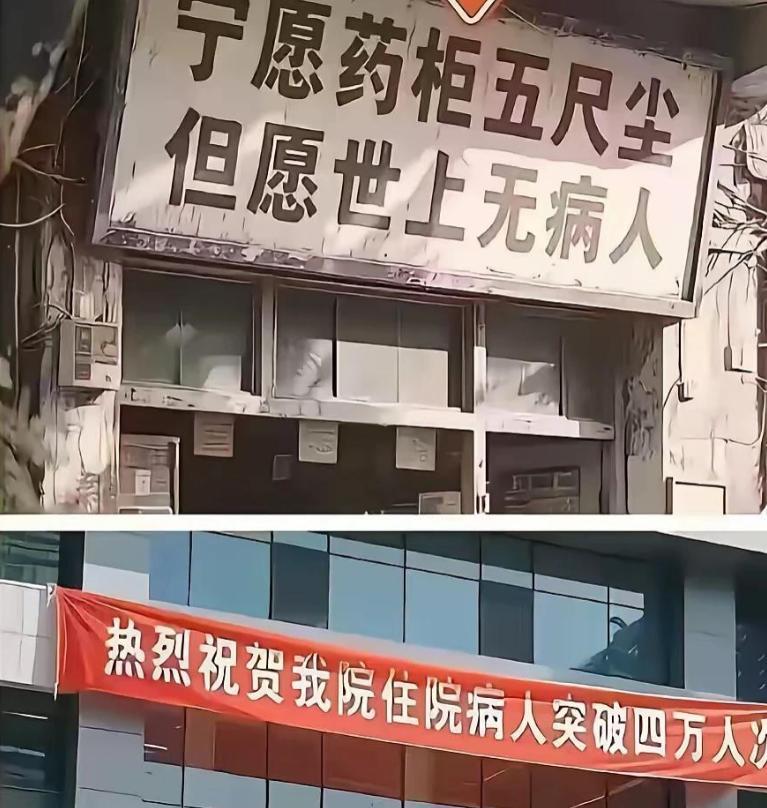 宁愿药柜五尺尘
但愿世上无病人
热烈祝贺我院住院病人突破四万人次